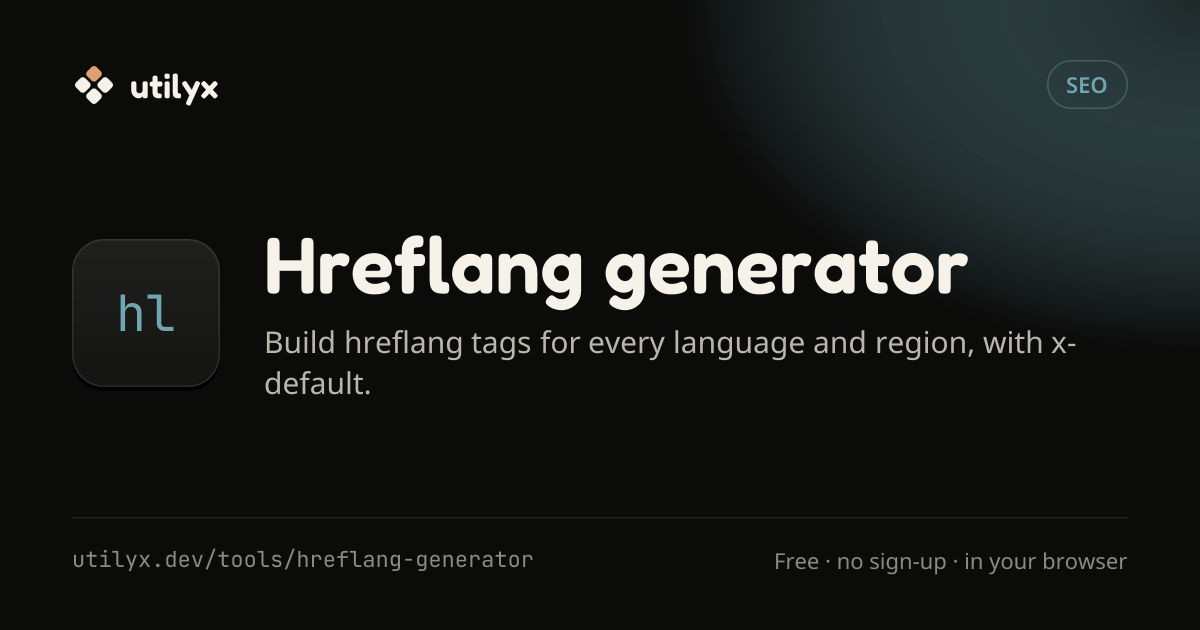 utilyx
SEO
hl
Hreflang generator
Build hreflang tags for every language and region, with x-
default.
utilyx.dev/tools/hreflang-generator
Free · no sign-up · in your browser